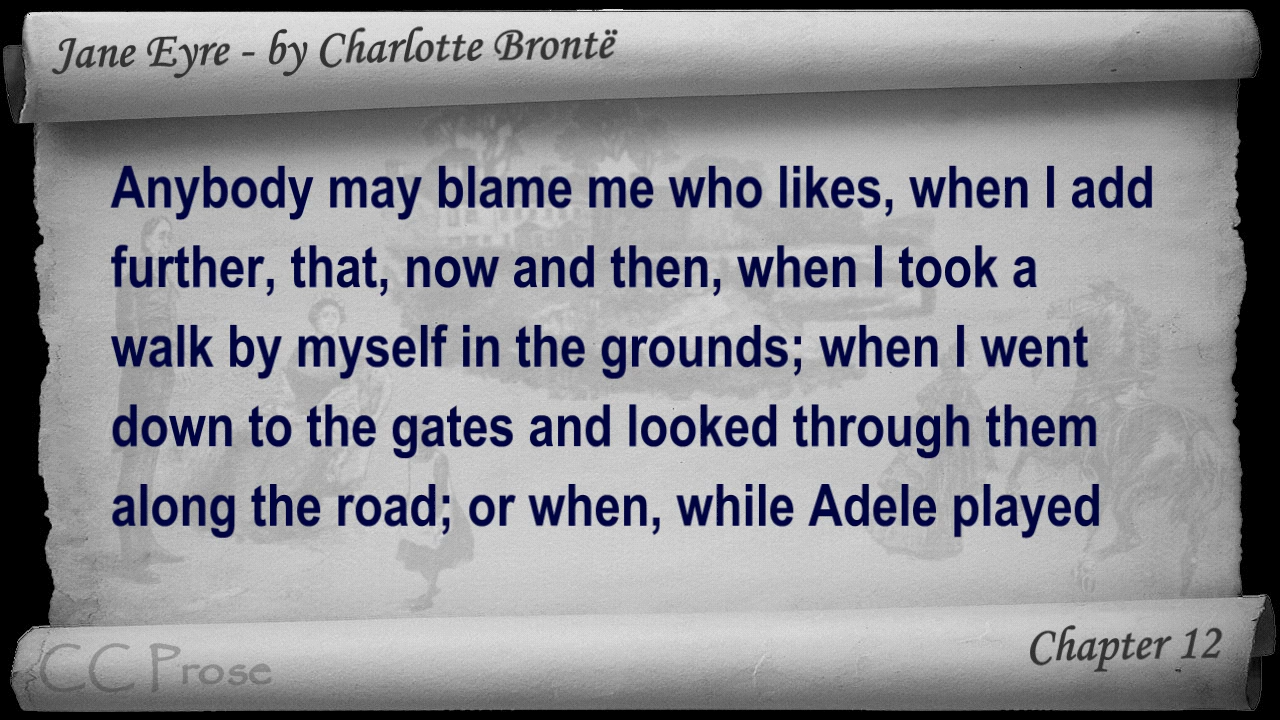 Jane Eyre - by Charlotte Brontë
Anybody may blame me who likes, when I add
further, that, now and then, when I took a
walk by myself in the grounds; when I went
down to the gates and looked through them
along the road; or when, while Adele played
CC Prose
Chapter 12